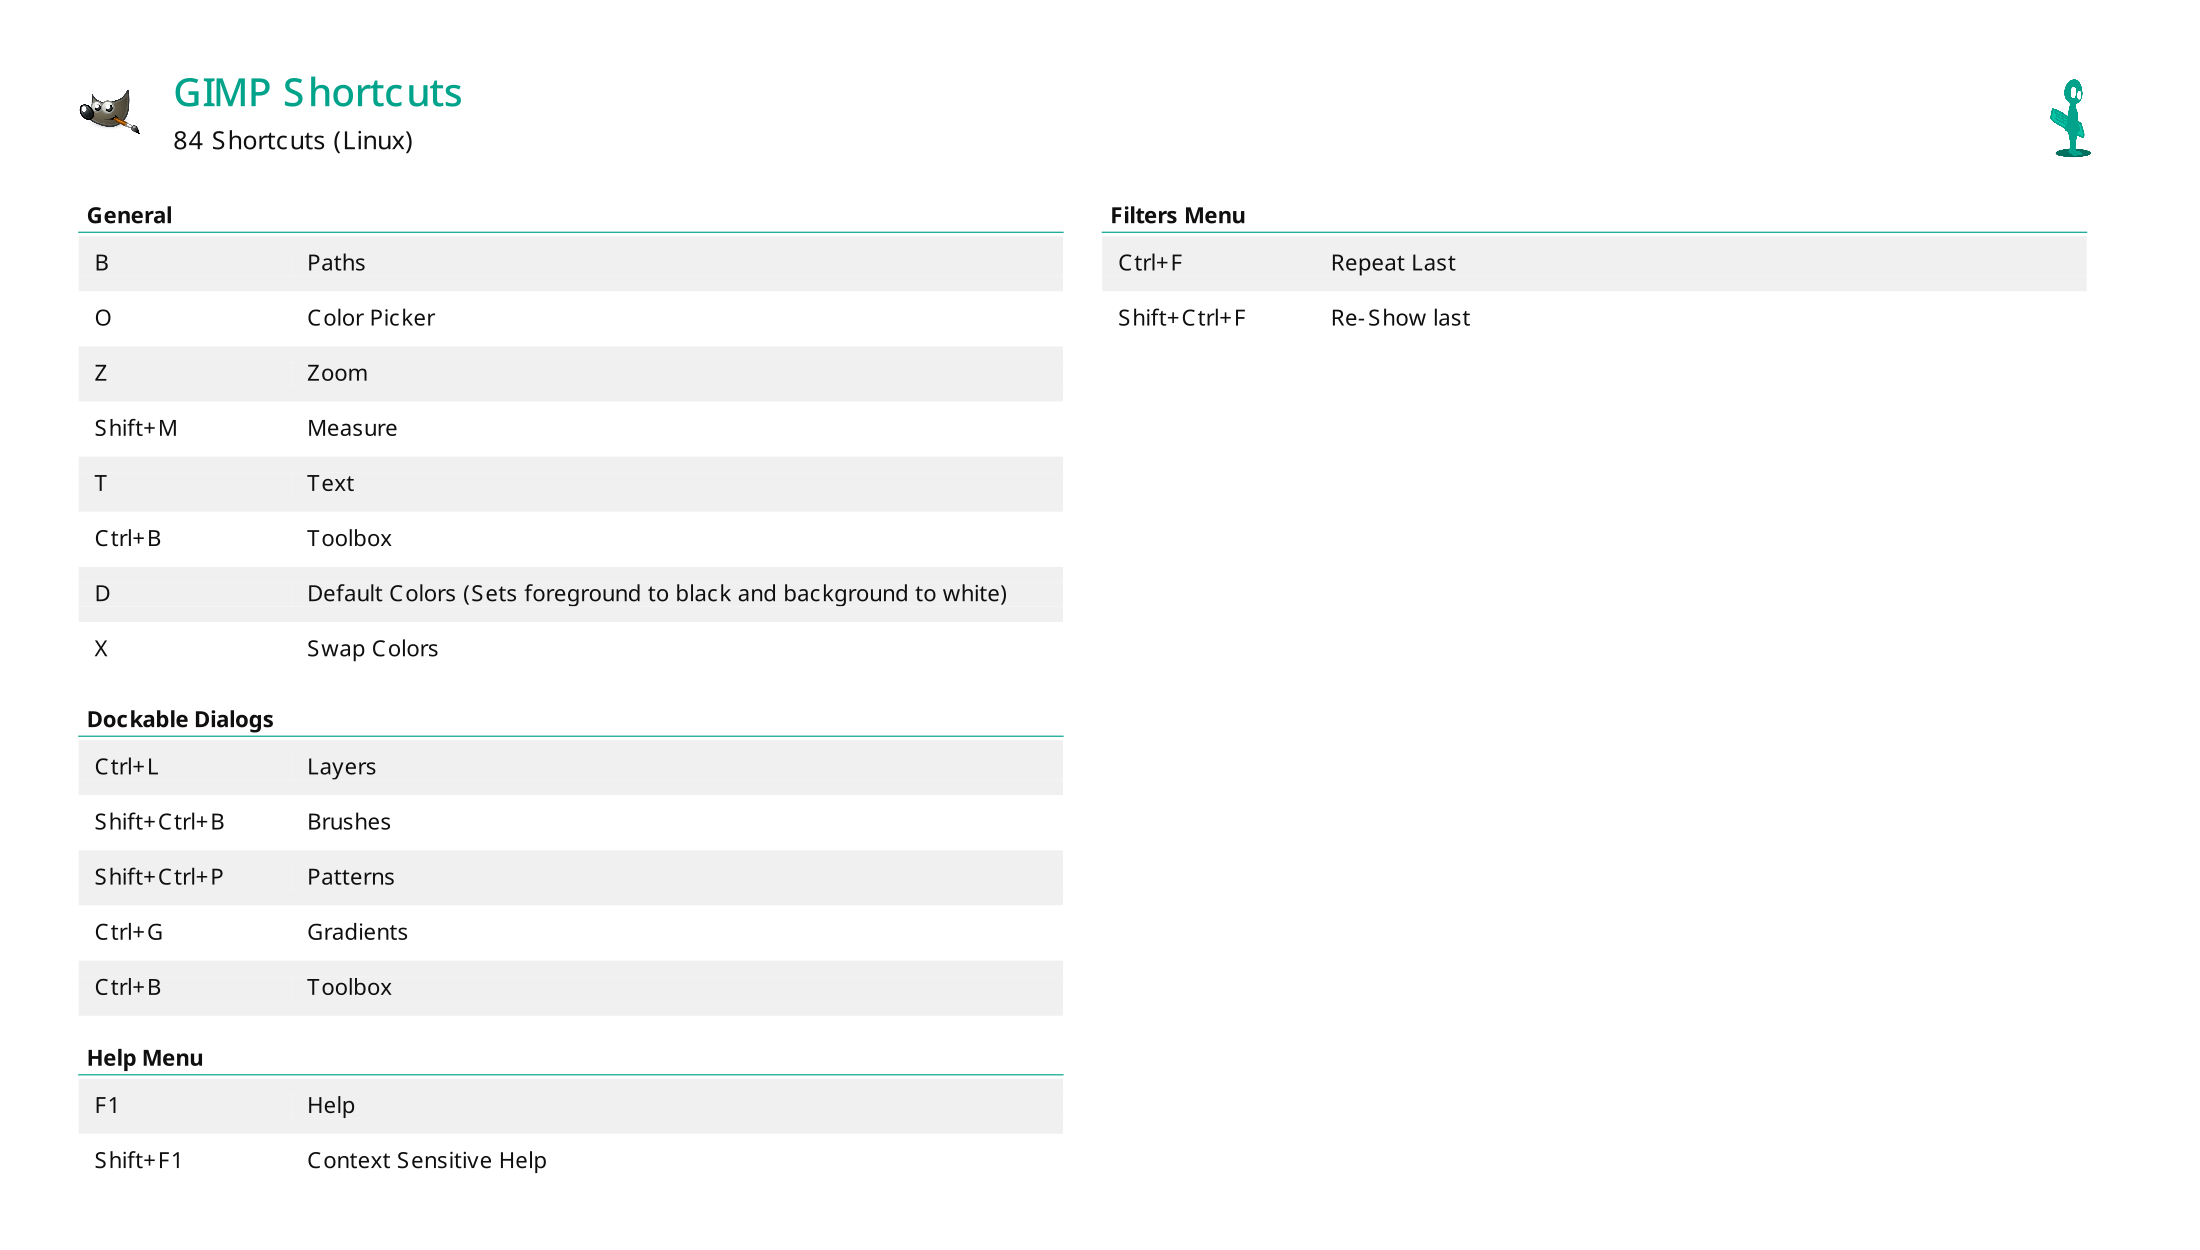 GIMP Shortcuts
84 Shortcuts (Linux)
General
B Paths
O Color Picker
Z Zoom
Shift+M Measure
T Text
Ctrl+B Toolbox
D Default Colors (Sets foreground to black and background to white)
X Swap Colors
Dockable Dialogs
Ctrl+L Layers
Shift+Ctrl+B Brushes
Shift+Ctrl+P Patterns
Ctrl+G Gradients
Ctrl+B Toolbox
Help Menu
F1 Help
Shift+F1 Context Sensitive Help
Filters Menu
Ctrl+F Repeat Last
Shift+Ctrl+F Re-Show last